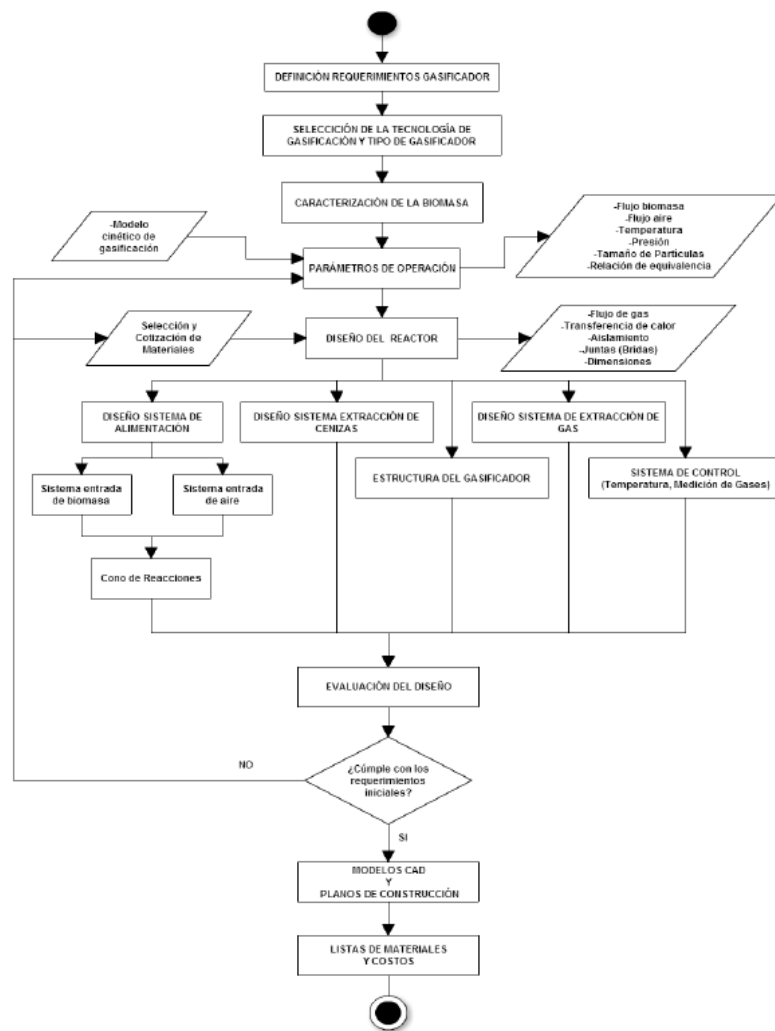 DEFINICIÓN REQUERIMIENTOS GASIFICADOR
SELECCICIÓN DE LA TECNOLOGÍA DE
GASIFICACIÓN Y TIPO DE GASIFICADOR
CARACTERIZACIÓN DE LA BIOMASA
-Modelo
cinético de
gasificación
-Flujo biomasa
-Flujo aire
-Temperatura
-Presión
-Tamaño de Partículas
-Relación de equivalencia
PARÁMETROS DE OPERACIÓN
Selección y
Cotización de
Materiales
DISEÑO DEL REACTOR
-Flujo de gas
-Transferencia de calor
-Aislamiento
-Juntas (Bridas)
-Dimensiones
DISEÑO SISTEMA DE
ALIMENTACIÓN
DISEÑO SISTEMA EXTRACCIÓN DE
CENIZAS
DISEÑO SISTEMA DE EXTRACCIÓN DE
GAS
Sistema entrada
de biomasa
Sistema entrada
de aire
ESTRUCTURA DEL GASIFICADOR
SISTEMA DE CONTROL
(Temperatura, Medición de Gases)
Cono de Reacciones
EVALUACIÓN DEL DISEÑO
NO
¿Cúmple con los
requerimientos
iniciales?
SI
MODELOS CAD
Y
PLANOS DE CONSTRUCCIÓN
LISTAS DE MATERIALES
Y COSTOS